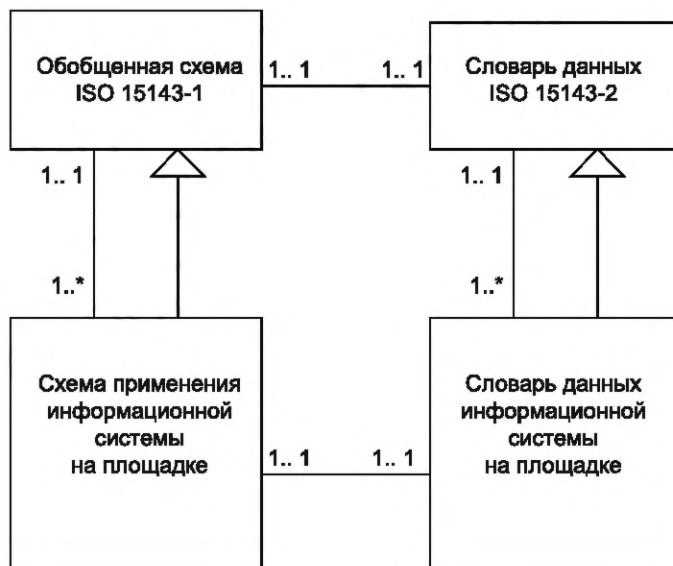 Обобщенная схема
ISO 15143-1
1.. 1
1.. 1
Словарь данных
ISO 15143-2
1.. 1
1.. 1
1..*
1..*
Схема применения
информационной
системы
на площадке
1.. 1
1.. 1
Словарь данных
информационной
системы
на площадке